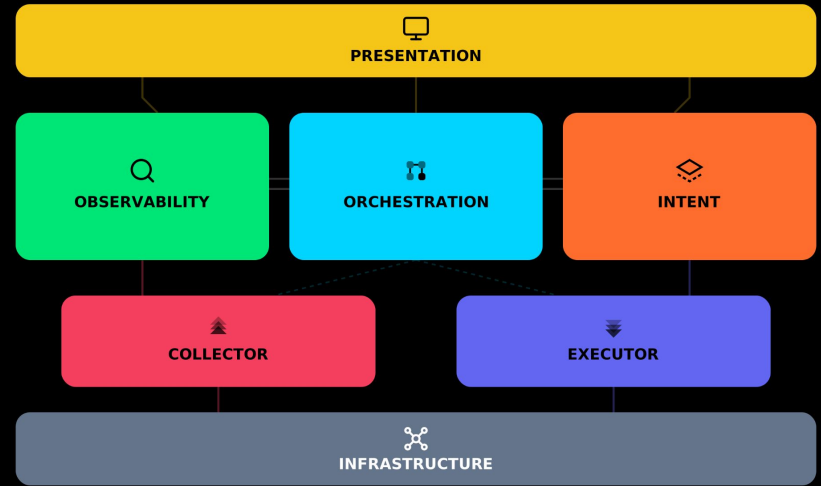 PRESENTATION
OBSERVABILITY
ORCHESTRATION
INTENT
COLLECTOR
EXECUTOR
INFRASTRUCTURE